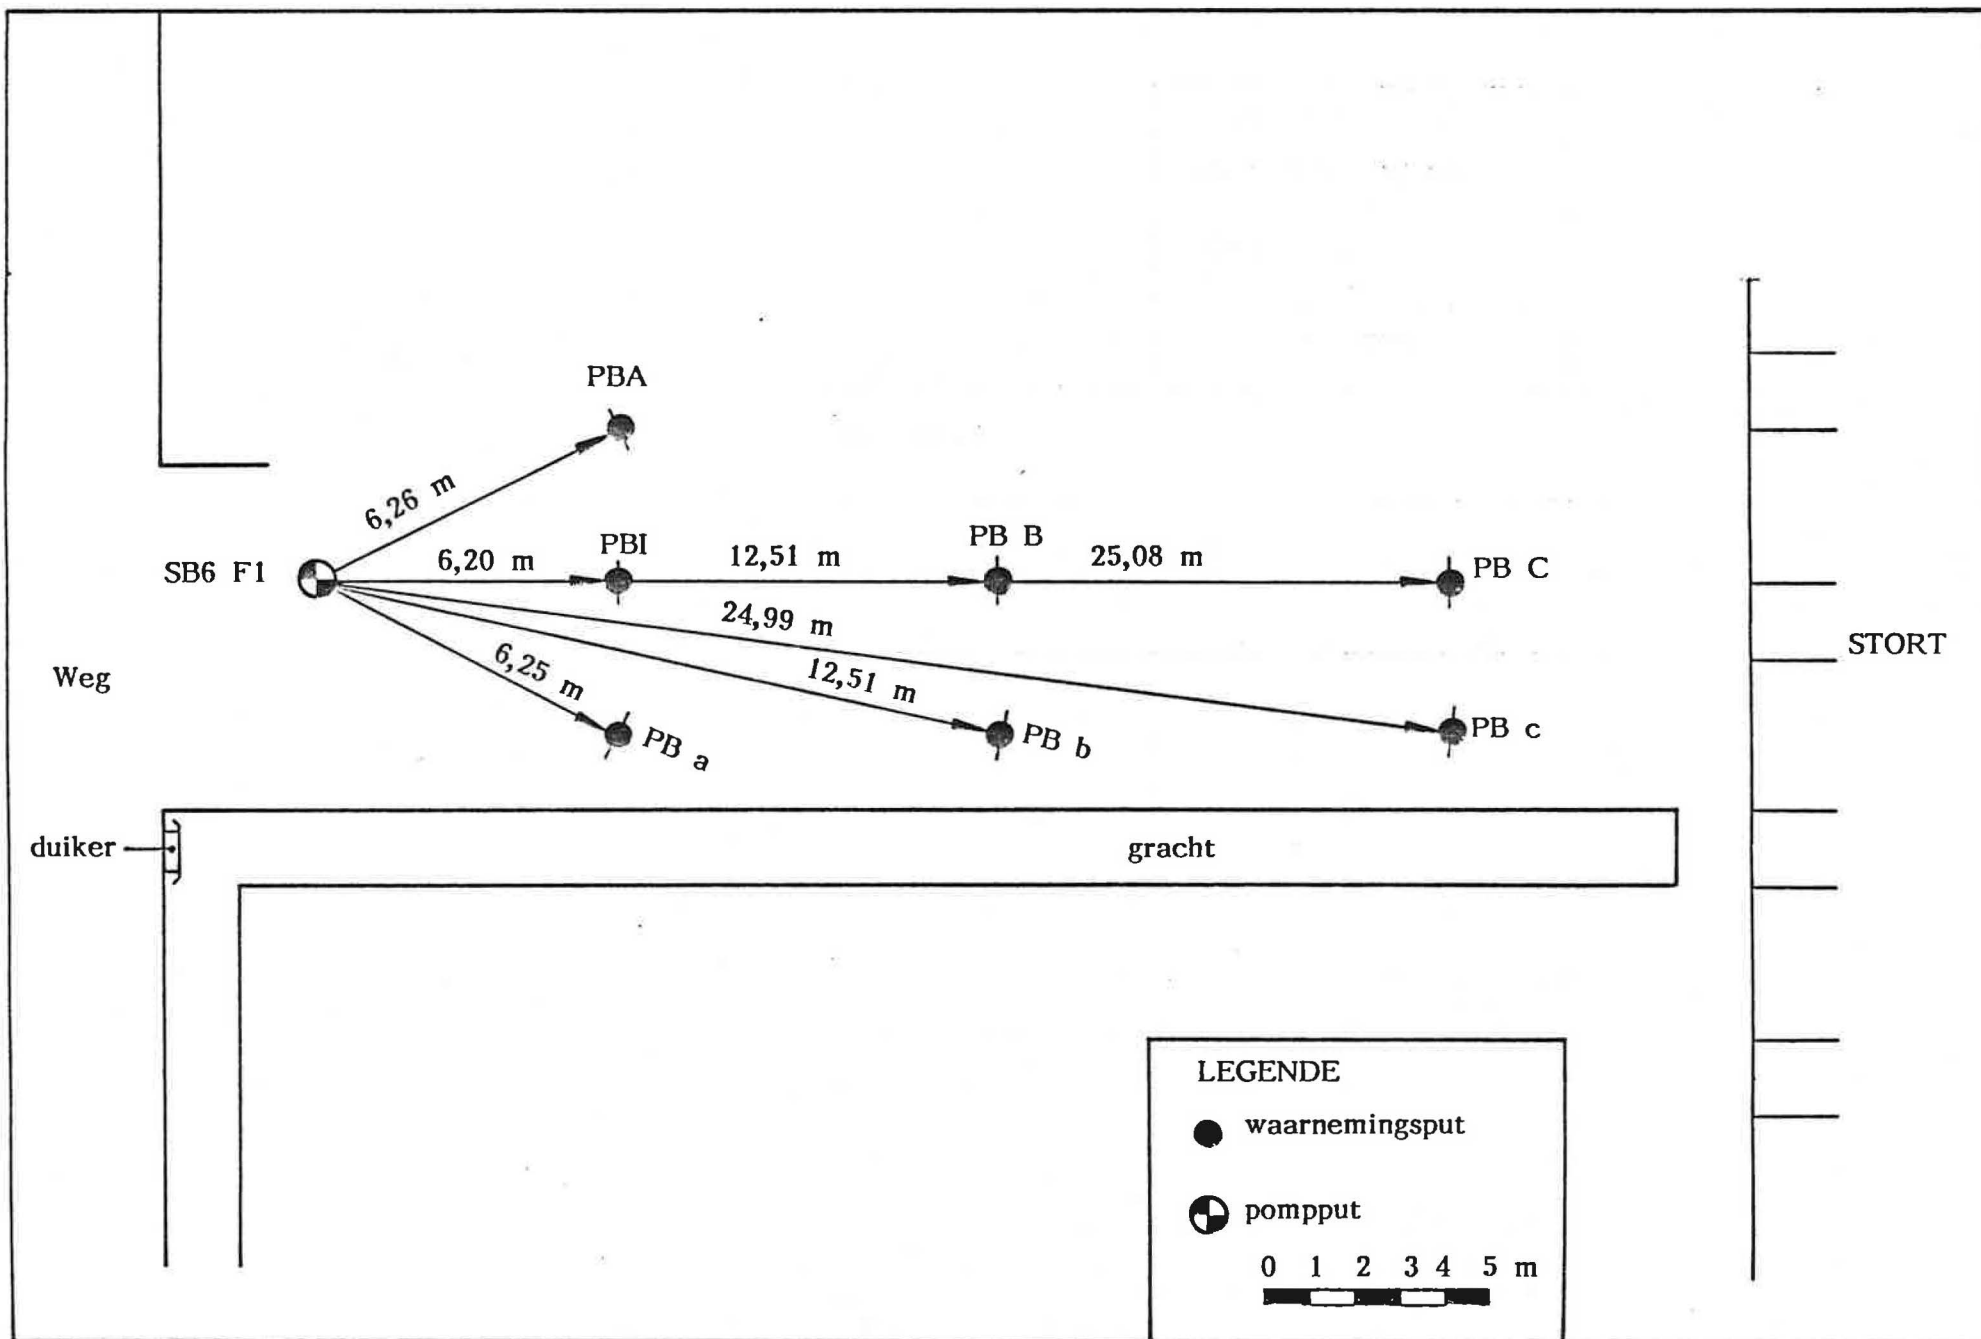 PBA
6,26 m
SB6 F1
6,20 m
PBI
12,51 m
PB B
25,08 m
PB C
24,99 m
STORT
Weg
6,25 m
12,51 m
PB a
PB b
PB c
duiker
gracht
LEGENDE
waarnemingsput
pompput
0 1 2 3 4 5 m